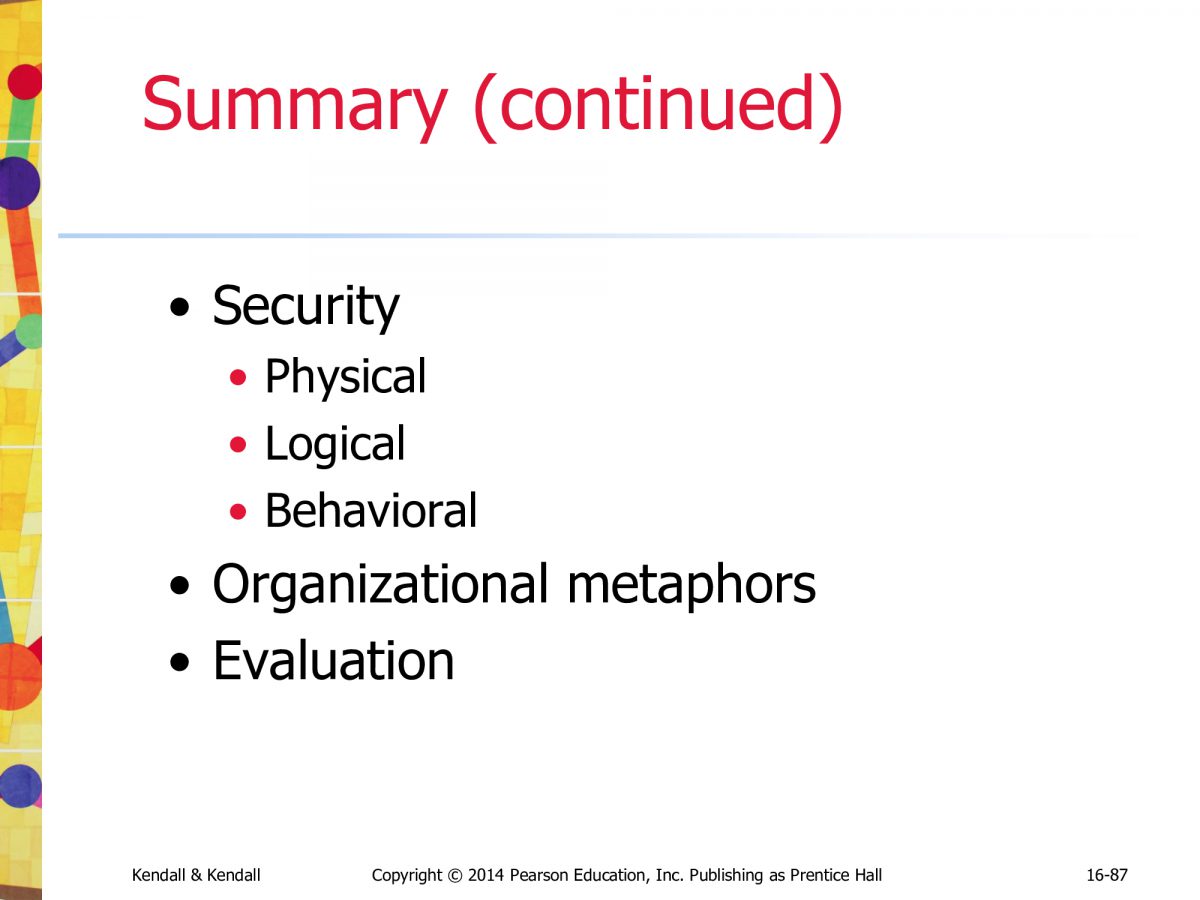 Summary (continued)
• Security
• Physical
• Logical
• Behavioral
• Organizational metaphors
• Evaluation
Kendall & Kendall Copyright © 2014 Pearson Education, Inc. Publishing as Prentice Hall 16-87